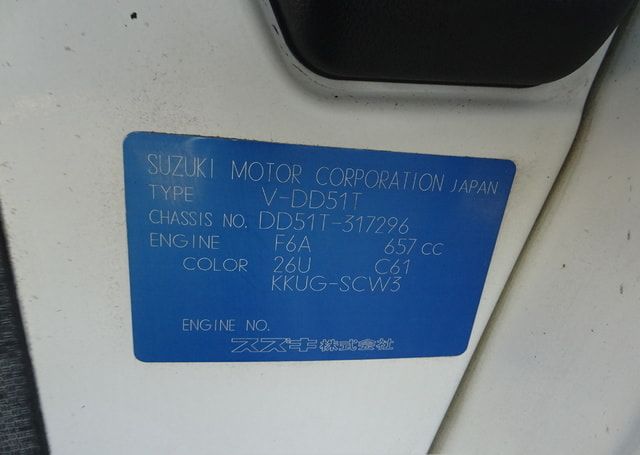 SUZUKI MOTOR CORPORATION JAPAN
TYPE V-DD51T
CHASSIS NO. DD51T-317296
ENGINE F6A 657 CC
COLOR 26U C61
KKUG-SCW3
ENGINE NO.
スズキ株式会社